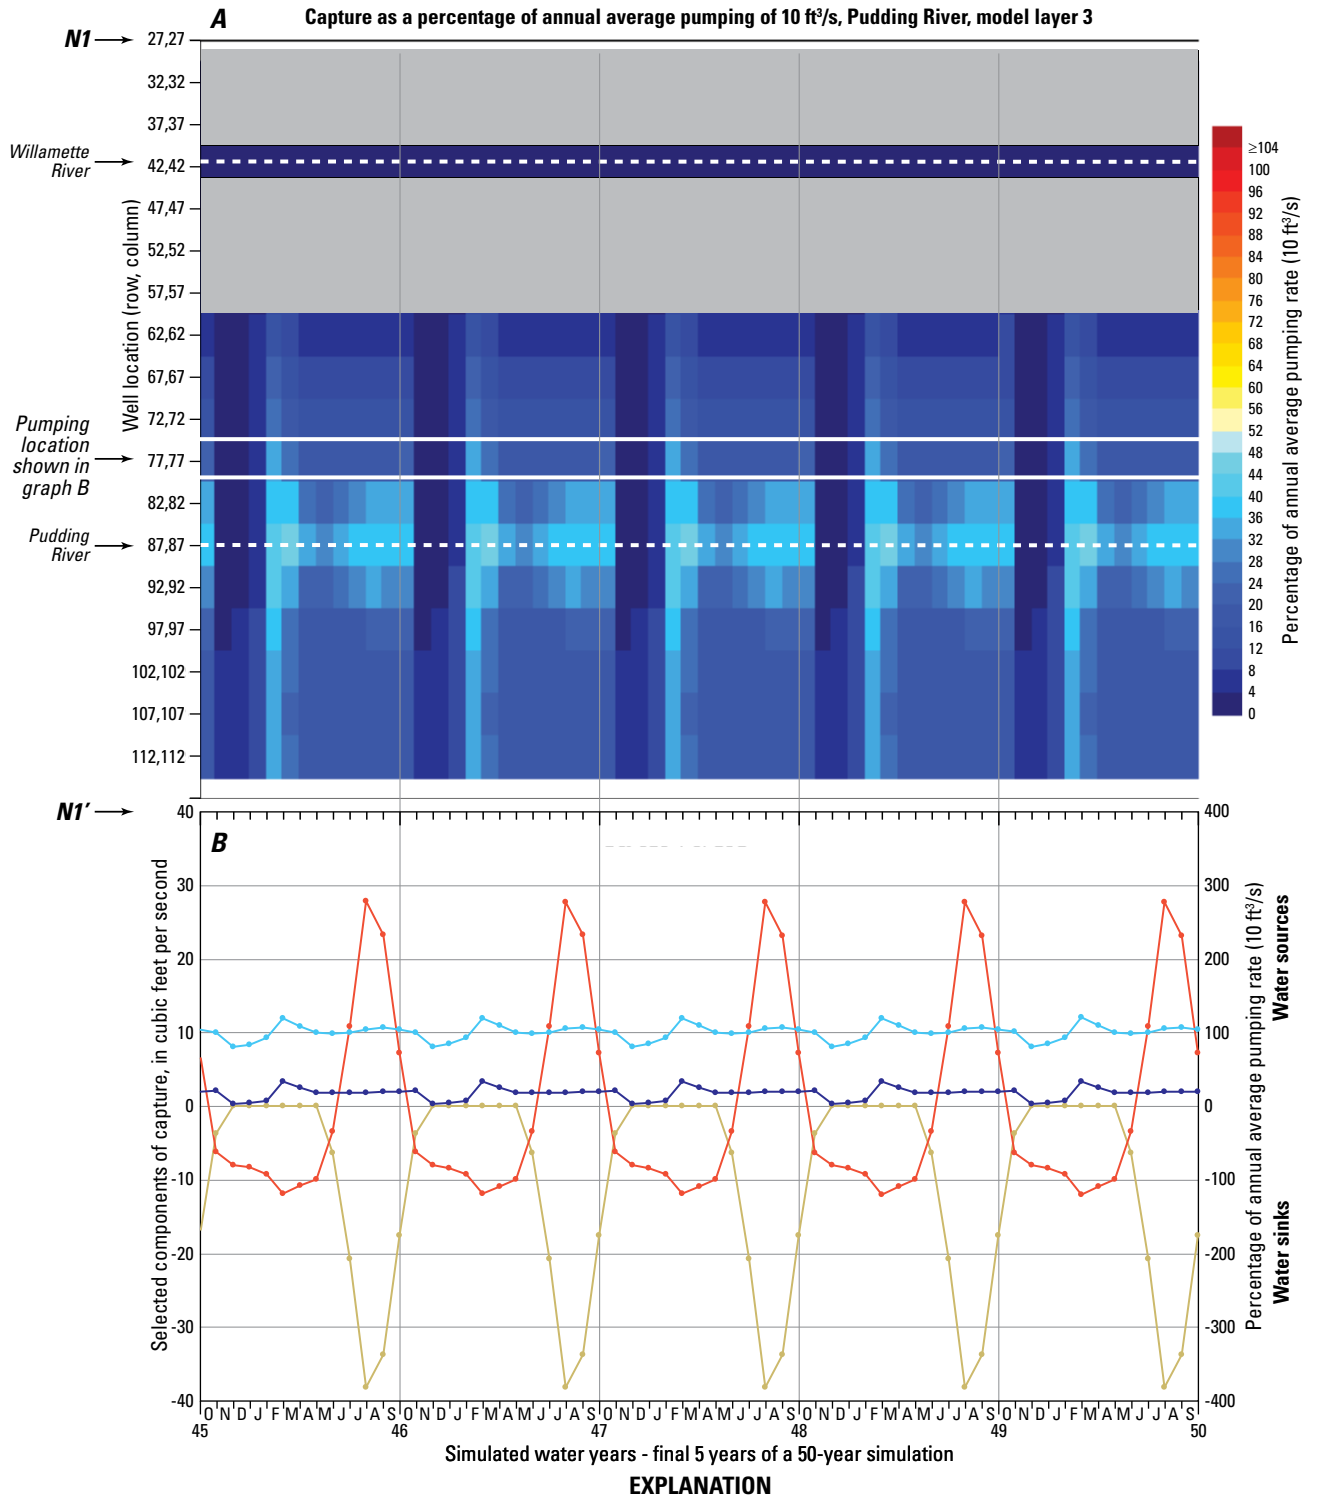 A Capture as a percentage of annual average pumping of 10 ft³/s, Pudding River, model layer 3
N1
27,27
32,32
37,37
Willamette
River
42,42
47,47
52,52
57,57
62,62
67,67
72,72
Pumping
location
shown in
graph B
77,77
82,82
Pudding
River
87,87
92,92
97,97
102,102
107,107
112,112
Well location (row, column)
≥104
100
96
92
88
84
80
76
72
68
64
60
56
52
48
44
40
36
32
28
24
20
16
12
8
4
0
Percentage of annual average pumping rate (10 ft³/s)
N1’
B
40
30
20
10
0
-10
-20
-30
-40
Selected components of capture, in cubic feet per second
400
300
200
100
0
-100
-200
-300
-400
Percentage of annual average pumping rate (10 ft³/s)
Water sources
Water sinks
O N D J F M A M J J A S O N D J F M A M J J A S O N D J F M A M J J A S O N D J F M A M J J A S O N D J F M A M J J A S
45 46 47 48 49 50
Simulated water years - final 5 years of a 50-year simulation
EXPLANATION